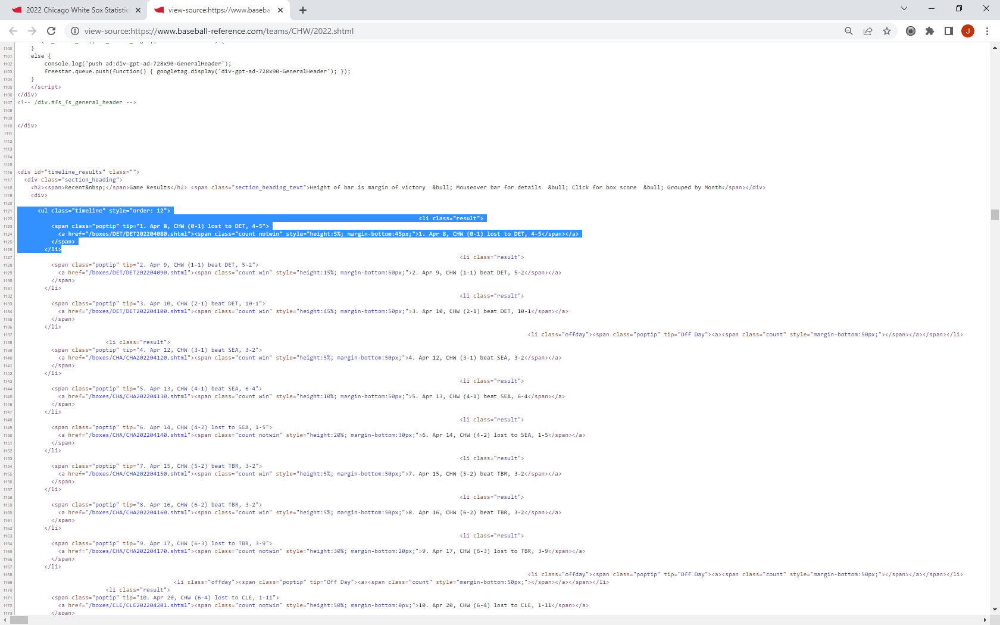 2022 Chicago White Sox Statistics
view-source:https://www.baseba
view-source:https://www.baseball-reference.com/teams/CHW/2022.shtml
J
1100 }
1101 else {
1102 console.log('push ad:div-gpt-ad-728x90-GeneralHeader');
1103 freestar.queue.push(function() { googletag.display('div-gpt-ad-728x90-GeneralHeader'); });
1104 }
1105 </script>
1106 </div>
1107 <!-- /div.#fs_fs_general_header -->
1108
1109
1110 </div>
1111
1112
1113
1114
1115
1116 <div id="timeline_results" class="">
1117 <div class="section_heading">
1118 <h2><span>Recent&nbsp;</span>Game Results</h2> <span class="section_heading_text">Height of bar is margin of victory &bull; Mouseover bar for details &bull; Click for box score &bull; Grouped by Month</span></div>
1119 <div>
1120
1121 <ul class="timeline" style="order: 12">
1122 <li class="result">
1123 <span class="poptip" tip="1. Apr 8, CHW (0-1) lost to DET, 4-5">
1124 <a href="/boxes/DET/DET202204080.shtml"><span class="count notwin" style="height:5%; margin-bottom:45px;">1. Apr 8, CHW (0-1) lost to DET, 4-5</span></a>
1125 </span>
1126 </li>
1127 <li class="result">
1128 <span class="poptip" tip="2. Apr 9, CHW (1-1) beat DET, 5-2">
1129 <a href="/boxes/DET/DET202204090.shtml"><span class="count win" style="height:15%; margin-bottom:50px;">2. Apr 9, CHW (1-1) beat DET, 5-2</span></a>
1130 </span>
1131 </li>
1132 <li class="result">
1133 <span class="poptip" tip="3. Apr 10, CHW (2-1) beat DET, 10-1">
1134 <a href="/boxes/DET/DET202204100.shtml"><span class="count win" style="height:45%; margin-bottom:50px;">3. Apr 10, CHW (2-1) beat DET, 10-1</span></a>
1135 </span>
1136 </li>
1137 <li class="offday"><span class="poptip" tip="Off Day"><a><span class="count" style="margin-bottom:50px;"></span></a></span></li>
1138 <li class="result">
1139 <span class="poptip" tip="4. Apr 12, CHW (3-1) beat SEA, 3-2">
1140 <a href="/boxes/CHA/CHA202204120.shtml"><span class="count win" style="height:5%; margin-bottom:50px;">4. Apr 12, CHW (3-1) beat SEA, 3-2</span></a>
1141 </span>
1142 </li>
1143 <li class="result">
1144 <span class="poptip" tip="5. Apr 13, CHW (4-1) beat SEA, 6-4">
1145 <a href="/boxes/CHA/CHA202204130.shtml"><span class="count win" style="height:10%; margin-bottom:50px;">5. Apr 13, CHW (4-1) beat SEA, 6-4</span></a>
1146 </span>
1147 </li>
1148 <li class="result">
1149 <span class="poptip" tip="6. Apr 14, CHW (4-2) lost to SEA, 1-5">
1150 <a href="/boxes/CHA/CHA202204140.shtml"><span class="count notwin" style="height:20%; margin-bottom:30px;">6. Apr 14, CHW (4-2) lost to SEA, 1-5</span></a>
1151 </span>
1152 </li>
1153 <li class="result">
1154 <span class="poptip" tip="7. Apr 15, CHW (5-2) beat TBR, 3-2">
1155 <a href="/boxes/CHA/CHA202204150.shtml"><span class="count win" style="height:5%; margin-bottom:50px;">7. Apr 15, CHW (5-2) beat TBR, 3-2</span></a>
1156 </span>
1157 </li>
1158 <li class="result">
1159 <span class="poptip" tip="8. Apr 16, CHW (6-2) beat TBR, 3-2">
1160 <a href="/boxes/CHA/CHA202204160.shtml"><span class="count win" style="height:5%; margin-bottom:50px;">8. Apr 16, CHW (6-2) beat TBR, 3-2</span></a>
1161 </span>
1162 </li>
1163 <li class="result">
1164 <span class="poptip" tip="9. Apr 17, CHW (6-3) lost to TBR, 3-9">
1165 <a href="/boxes/CHA/CHA202204170.shtml"><span class="count notwin" style="height:30%; margin-bottom:20px;">9. Apr 17, CHW (6-3) lost to TBR, 3-9</span></a>
1166 </span>
1167 </li>
1168 <li class="offday"><span class="poptip" tip="Off Day"><a><span class="count" style="margin-bottom:50px;"></span></a></span></li>
1169 <li class="offday"><span class="poptip" tip="Off Day"><a><span class="count" style="margin-bottom:50px;"></span></a></span></li>
1170 <li class="result">
1171 <span class="poptip" tip="10. Apr 20, CHW (6-4) lost to CLE, 1-11">
1172 <a href="/boxes/CLE/CLE202204201.shtml"><span class="count notwin" style="height:50%; margin-bottom:0px;">10. Apr 20, CHW (6-4) lost to CLE, 1-11</span></a>
1173 </span>